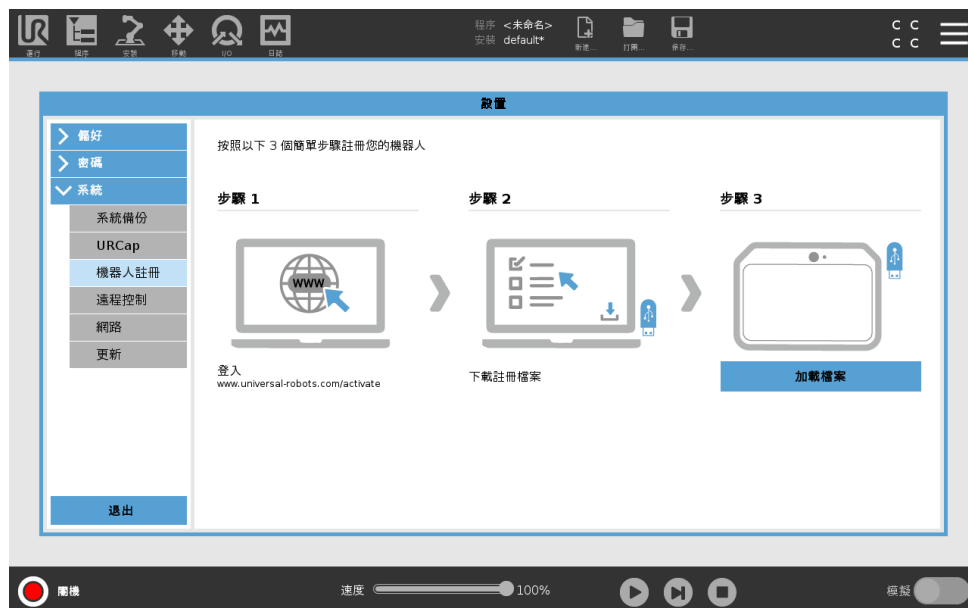 程序 <未命名>
安裝 default*
運行
程序
安裝
移動
I/O
日誌
新建...
打開...
保存...
C C
C C
設置
偏好
密碼
系統
系統備份
URCap
機器人註冊
遠程控制
網路
更新
退出
按照以下 3 個簡單步驟註冊您的機器人
步驟 1
步驟 2
步驟 3
WWW
登入
www.universal-robots.com/activate
下載註冊檔案
加載檔案
關機
速度
100%
模擬